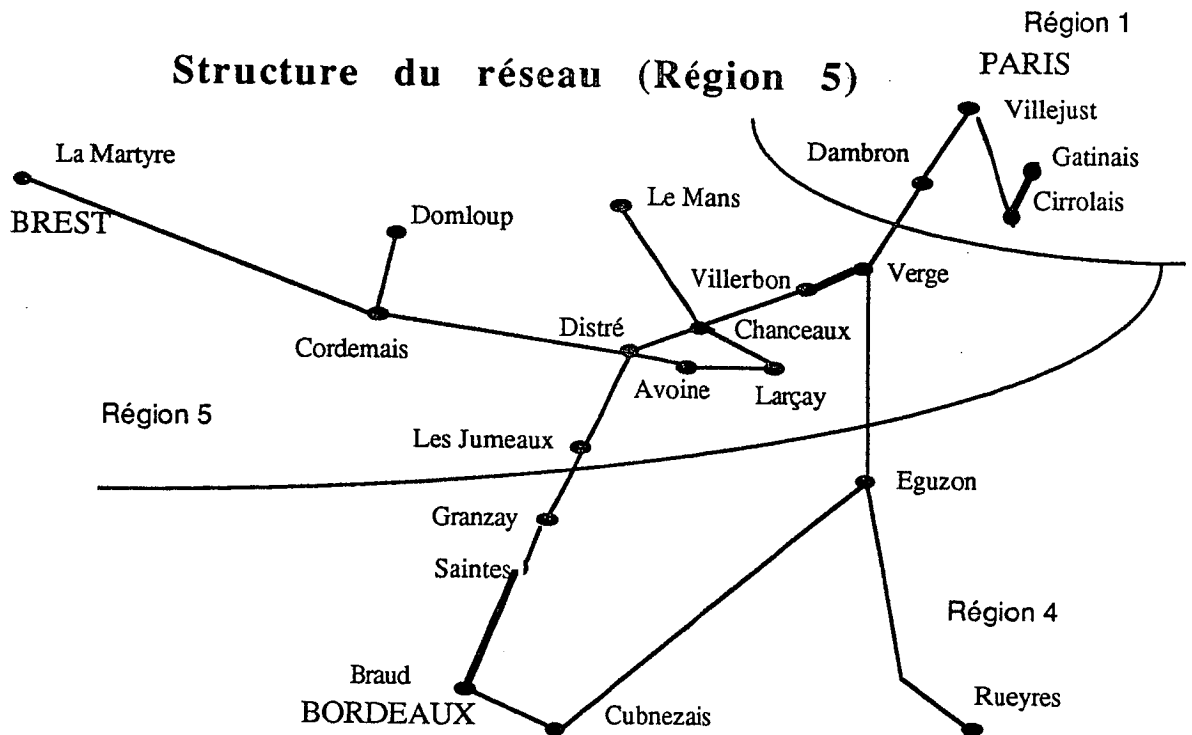 Région 1
Structure du réseau (Région 5)
PARIS
Villejust
La Martyre
Dambron
Gatinais
Le Mans
Cirrolais
BREST
Domloup
Villerbon
Verge
Distré
Chanceaux
Cordemais
Avoine
Larçay
Région 5
Les Jumeaux
Eguzon
Granzay
Saintes
Région 4
Braud
Rueyres
BORDEAUX
Cubnezais